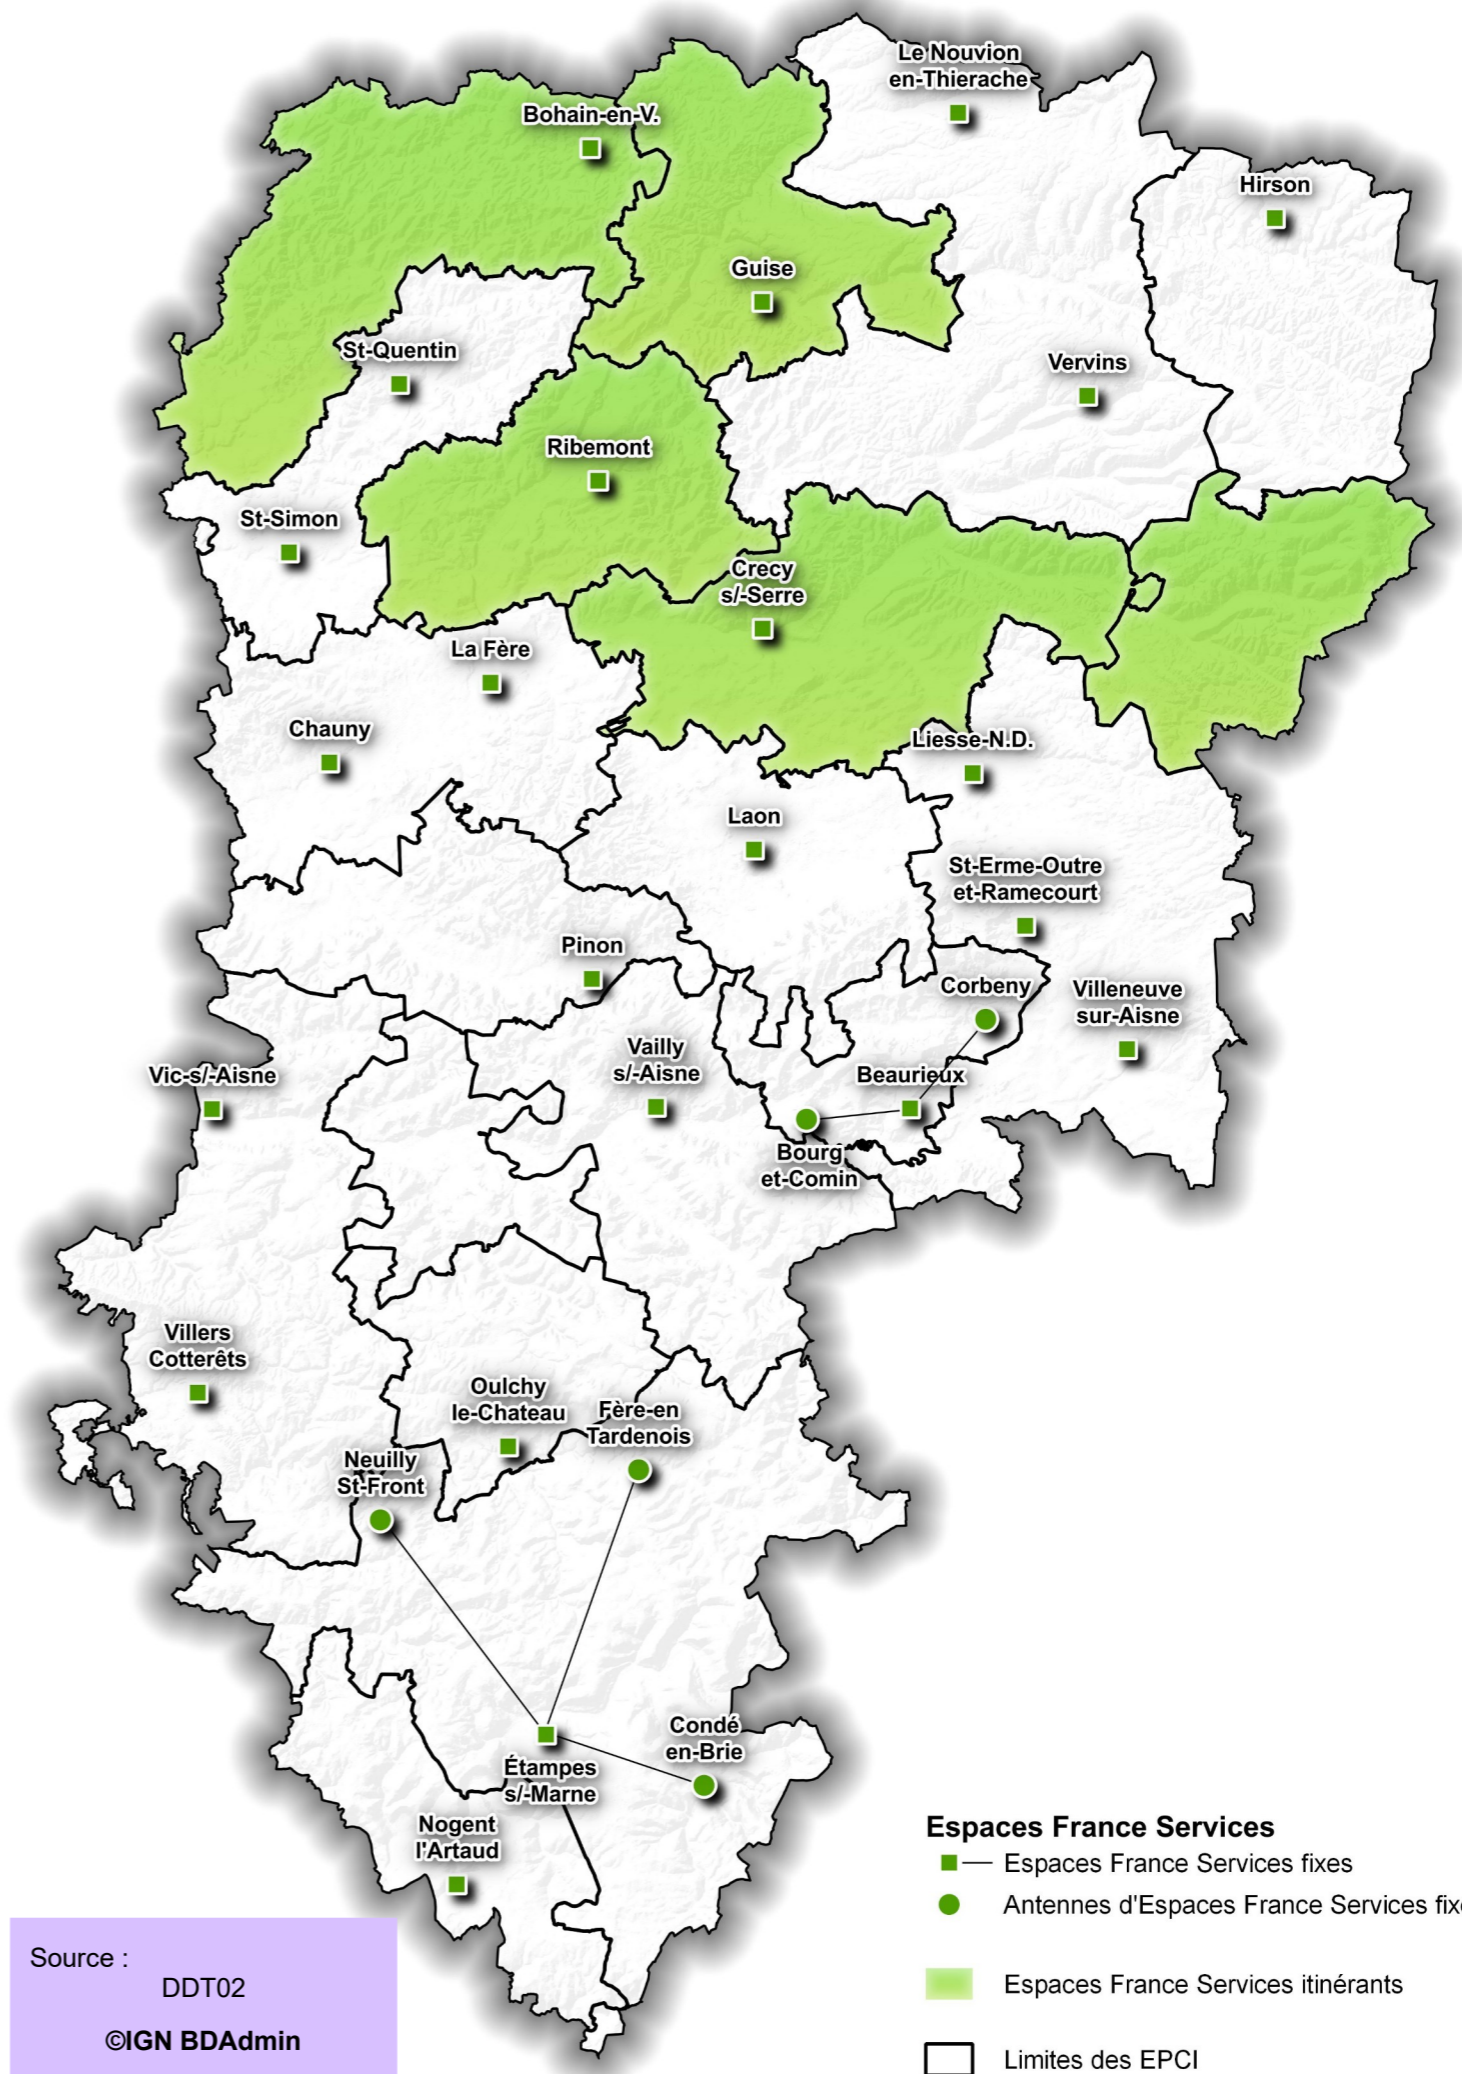 Le Nouvion
en-Thierache
Bohain-en-V.
Hirson
Guise
St-Quentin
Vervins
Ribemont
St-Simon
Crecy
s/-Serre
La Fère
Chauny
Liesse-N.D.
Laon
St-Erme-Outre
et-Ramecourt
Pinon
Corbeny
Villeneuve
sur-Aisne
Vailly
s/-Aisne
Vic-s/-Aisne
Beaurieux
Bourg
et-Comin
Villers
Cotterêts
Oulchy
le-Chateau
Fère-en
Tardenois
Neuilly
St-Front
Condé
en-Brie
Étampes
s/-Marne
Nogent
l'Artaud
Espaces France Services
Espaces France Services fixes
Antennes d'Espaces France Services fix
Espaces France Services itinérants
Limites des EPCI
Source :
DDT02
©IGN BDAdmin